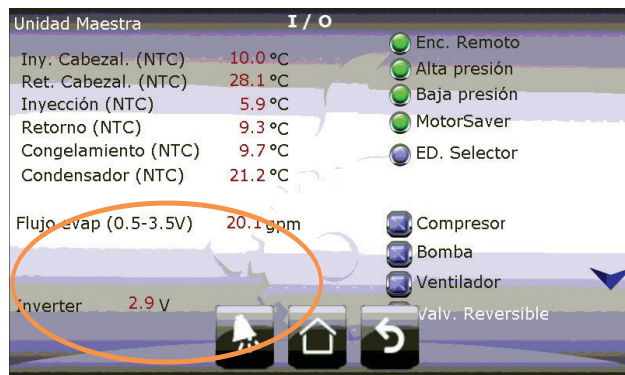 Unidad Maestra I / O
Iny. Cabezal. (NTC) 10.0 °C
Ret. Cabezal. (NTC) 28.1 °C
Inyección (NTC) 5.9 °C
Retorno (NTC) 9.3 °C
Congelamiento (NTC) 9.7 °C
Condensador (NTC) 21.2 °C
Flujo evap (0.5-3.5V) 20.1 gpm
Inverter 2.9 V
Enc. Remoto
Alta presión
Baja presión
MotorSaver
ED. Selector
Compresor
Bomba
Ventilador
Valv. Reversible